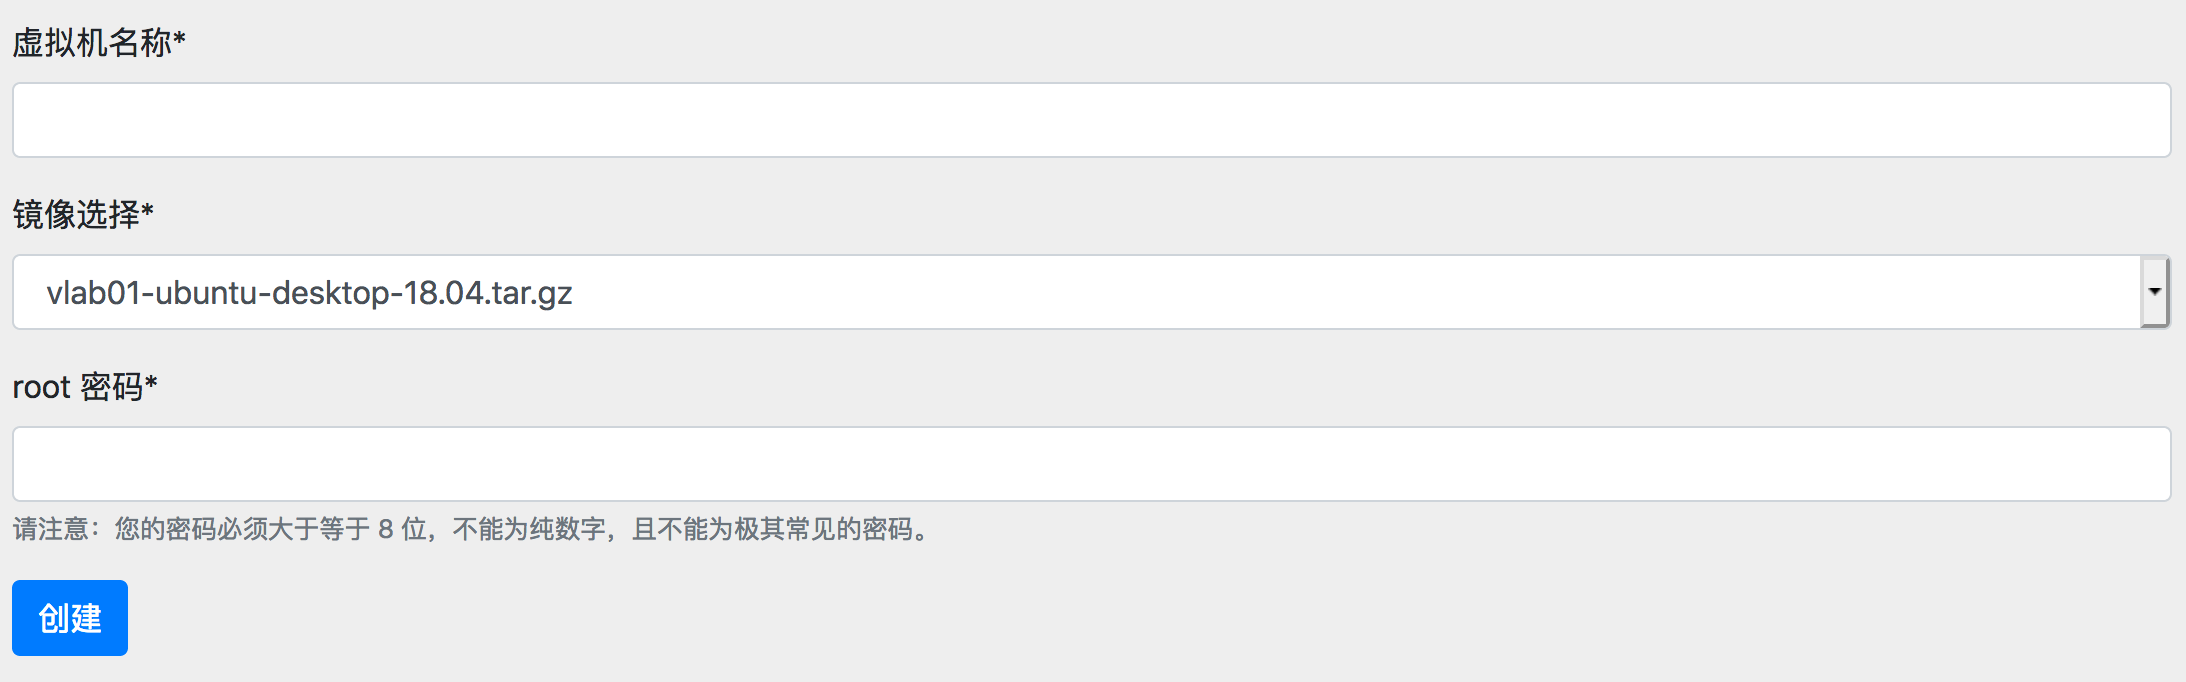 虚拟机名称*
镜像选择*
vlab01-ubuntu-desktop-18.04.tar.gz
root 密码*
请注意：您的密码必须大于等于 8 位，不能为纯数字，且不能为极其常见的密码。
创建